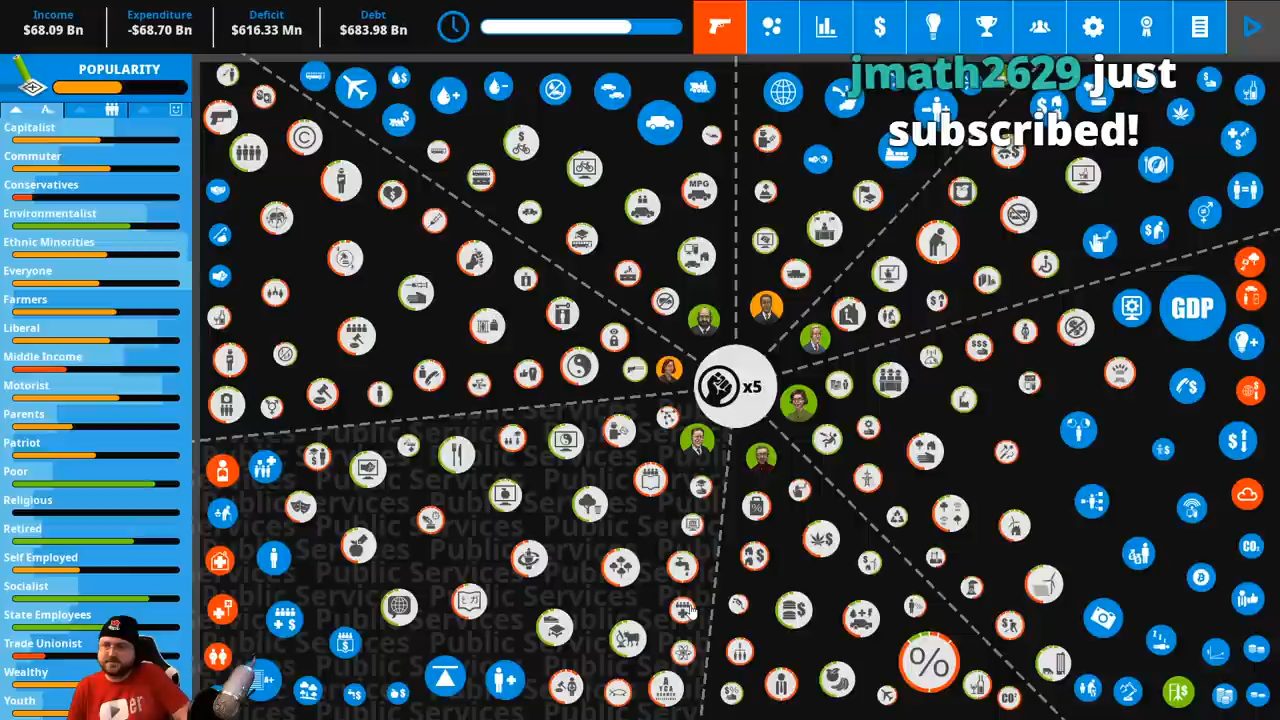 Income
Expenditure
Deficit
Debt
$68.09 Bn
-$68.70 Bn
$616.33 Mn
$683.98 Bn
jmath2629 just
subscribed!
POPULARITY
A
Capitalist
Commuter
Conservatives
Environmentalist
Ethnic Minorities
Everyone
Farmers
Liberal
Middle Income
Motorist
Parents
Patriot
Poor
Religious
Retired
Self Employed
Socialist
State Employees
Trade Unionist
Wealthy
Youth
MPG
GDP
x5
$$$
%
CO₂
Public Services